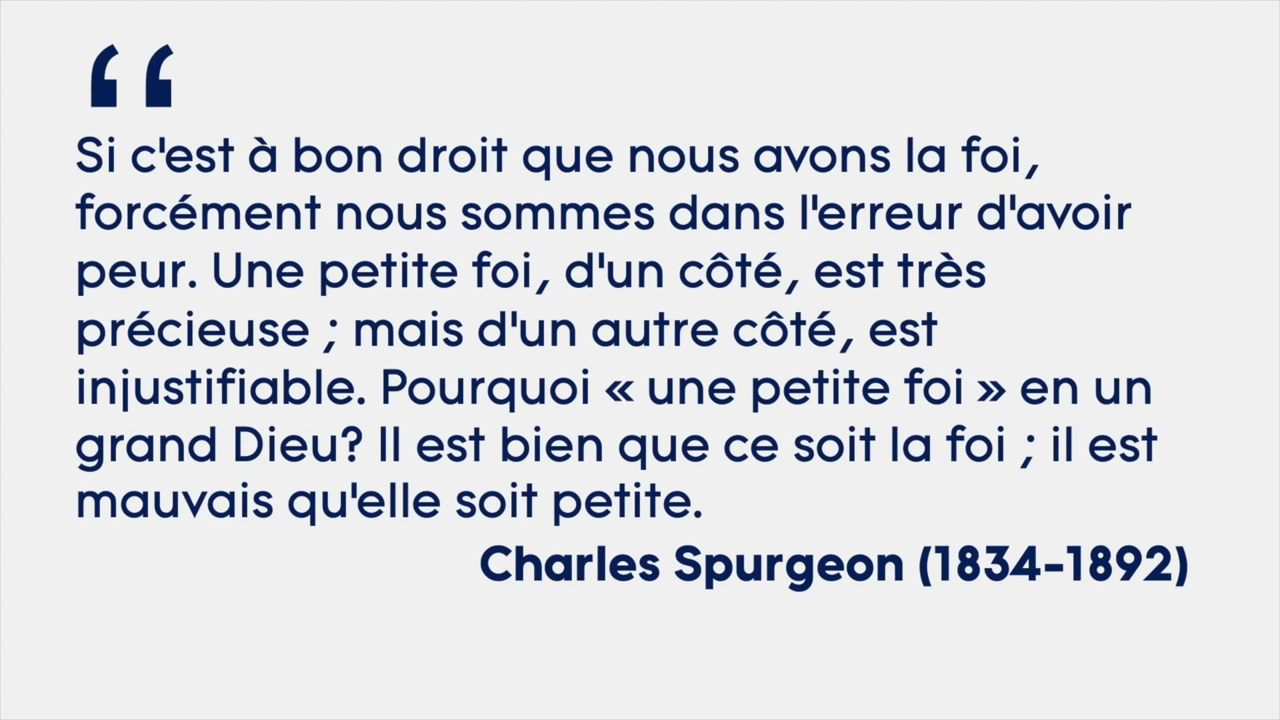 “
Si c'est à bon droit que nous avons la foi,
forcément nous sommes dans l'erreur d'avoir
peur. Une petite foi, d'un côté, est très
précieuse ; mais d'un autre côté, est
injustifiable. Pourquoi « une petite foi » en un
grand Dieu? Il est bien que ce soit la foi ; il est
mauvais qu'elle soit petite.
Charles Spurgeon (1834-1892)